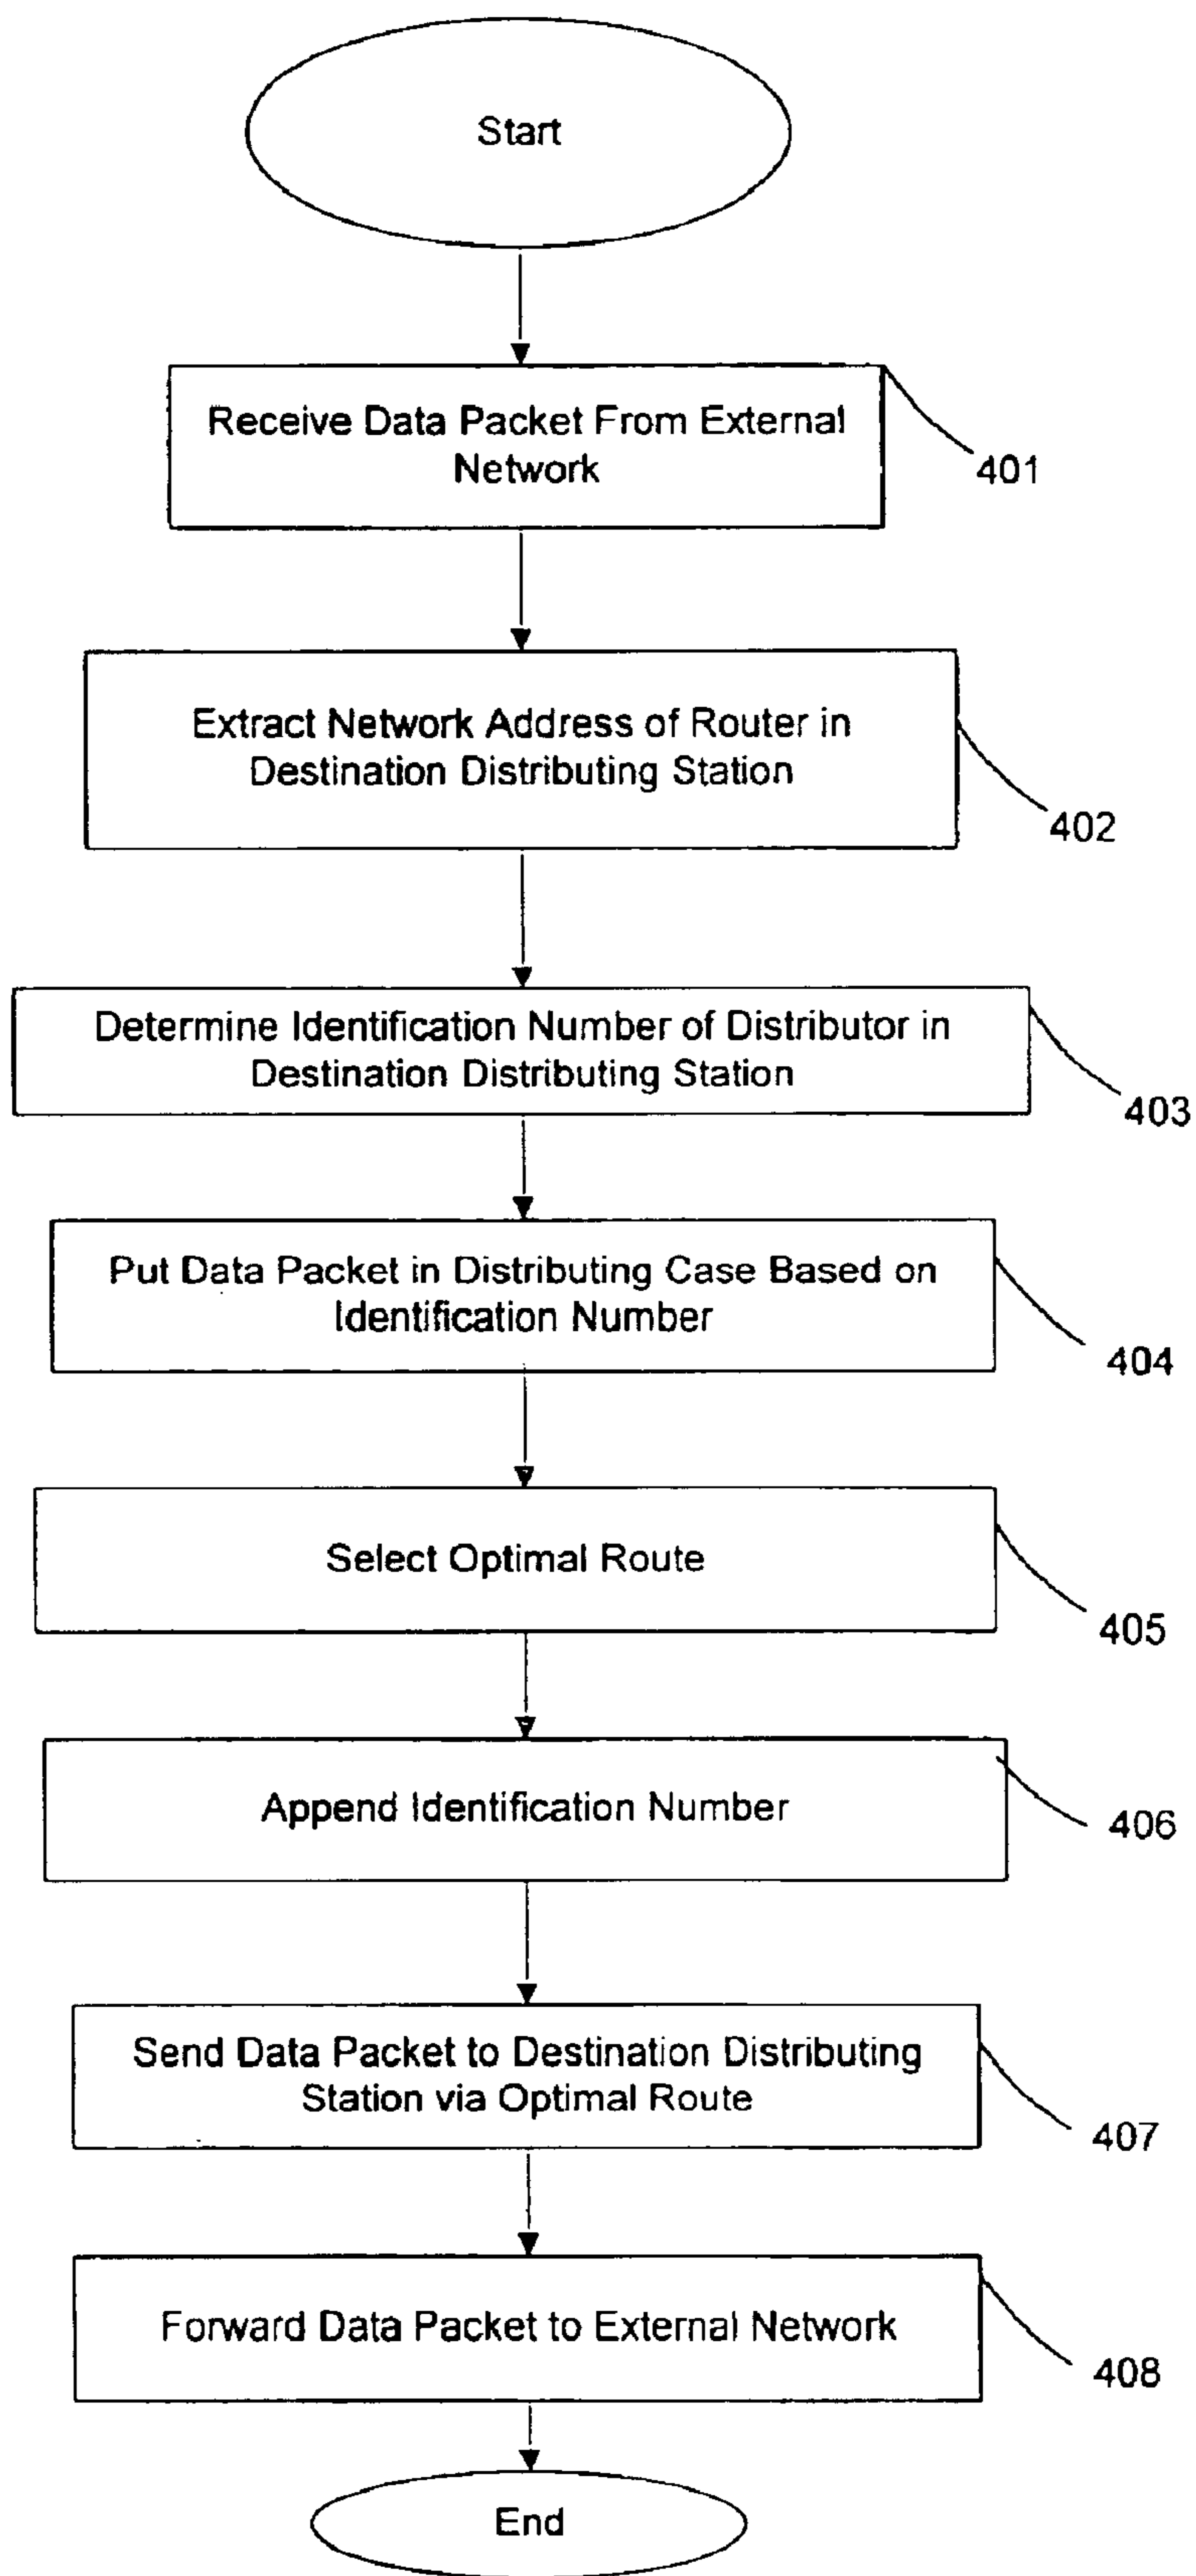 Start
Receive Data Packet From External
Network
401
Extract Network Address of Router in
Destination Distributing Station
402
Determine Identification Number of Distributor in
Destination Distributing Station
403
Put Data Packet in Distributing Case Based on
Identification Number
404
Select Optimal Route
405
Append Identification Number
406
Send Data Packet to Destination Distributing
Station via Optimal Route
407
Forward Data Packet to External Network
408
End